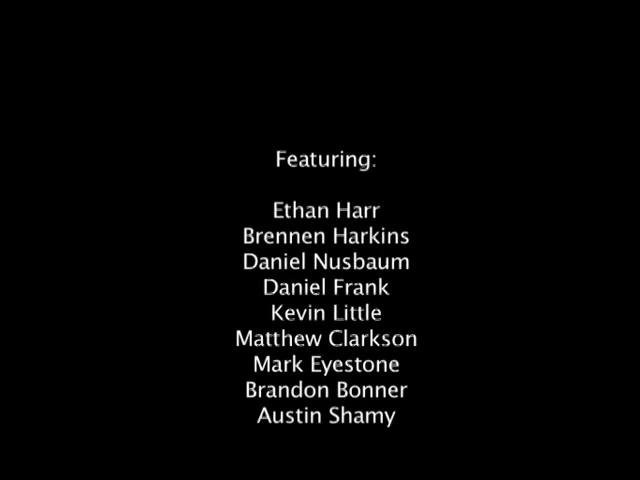 Featuring:
Ethan Harr
Brennen Harkins
Daniel Nusbaum
Daniel Frank
Kevin Little
Matthew Clarkson
Mark Eyestone
Brandon Bonner
Austin Shamy